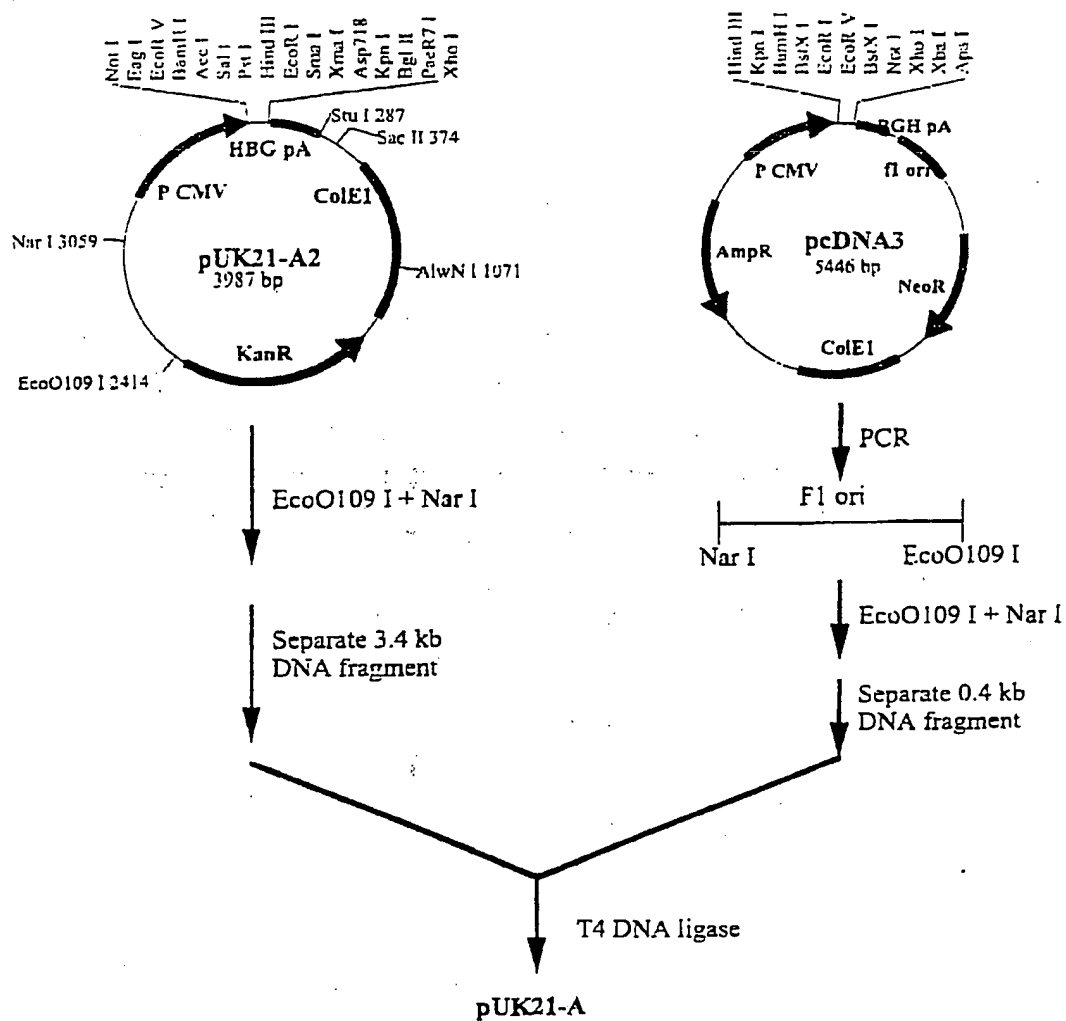 Not I
Eag I
EcoR V
BamH I
Acc I
Sal I
Pst I
Hind III
EcoR I
Sma I
Xma I
Asp718
Kpn I
Bgl II
PaeR7 I
Xho I
Stu I 287
Sac II 374
HBG pA
P CMV
ColE1
Nar I 3059
pUK21-A2
3987 bp
AlwN I 1071
KanR
EcoO109 I 2414
Hind III
Kpn I
BamH I
BstX I
EcoR I
EcoR V
BstX I
Not I
Xho I
Xba I
Apa I
BGH pA
P CMV
f1 ori
AmpR
pcDNA3
5446 bp
NeoR
ColE1
EcoO109 I + Nar I
Separate 3.4 kb
DNA fragment
PCR
F1 ori
Nar I
EcoO109 I
EcoO109 I + Nar I
Separate 0.4 kb
DNA fragment
T4 DNA ligase
pUK21-A